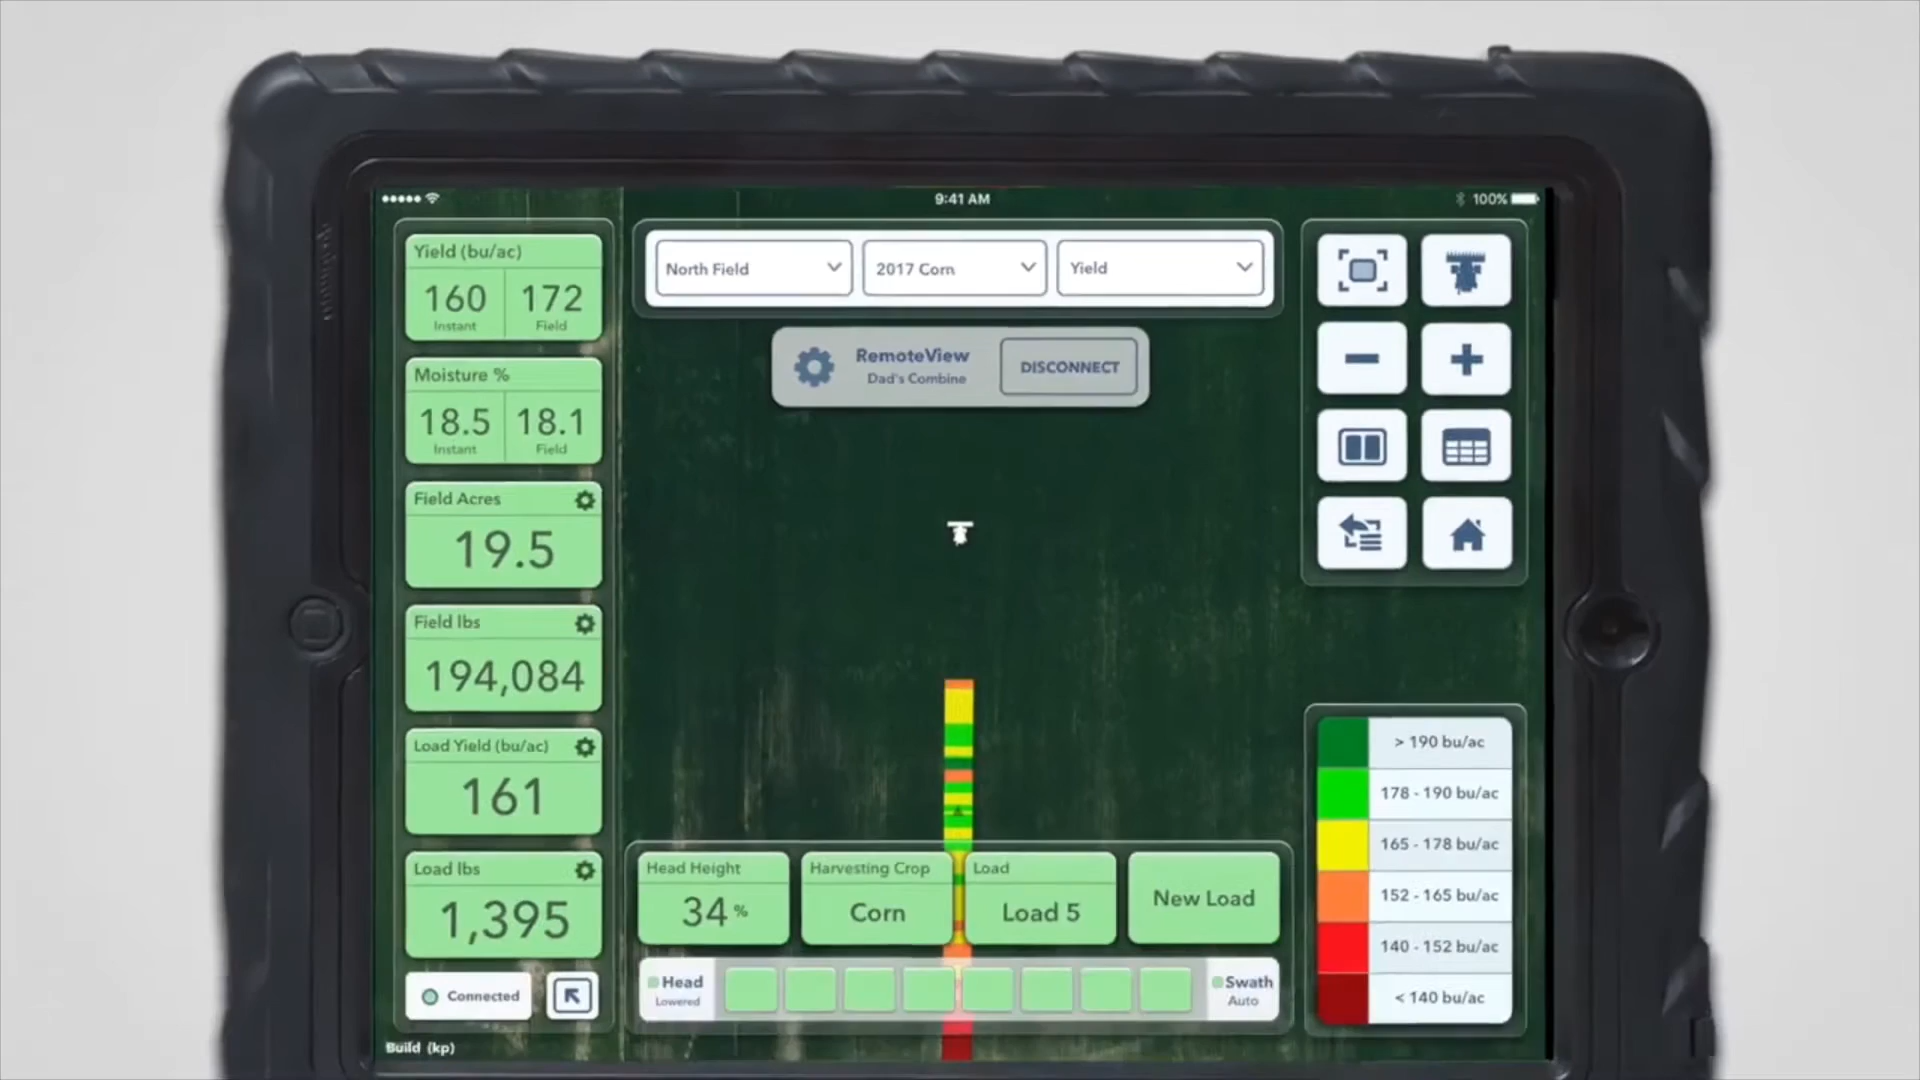 9:41 AM
100%
Yield (bu/ac)
160 172
Instant Field
Moisture %
18.5 18.1
Instant Field
Field Acres
19.5
Field lbs
194,084
Load Yield (bu/ac)
161
Load lbs
1,395
Connected
Build (kp)
North Field
2017 Corn
Yield
RemoteView
Dad's Combine
DISCONNECT
Head Height
34 %
Harvesting Crop
Corn
Load
Load 5
New Load
Head
Lowered
Swath
Auto
> 190 bu/ac
178 - 190 bu/ac
165 - 178 bu/ac
152 - 165 bu/ac
140 - 152 bu/ac
< 140 bu/ac